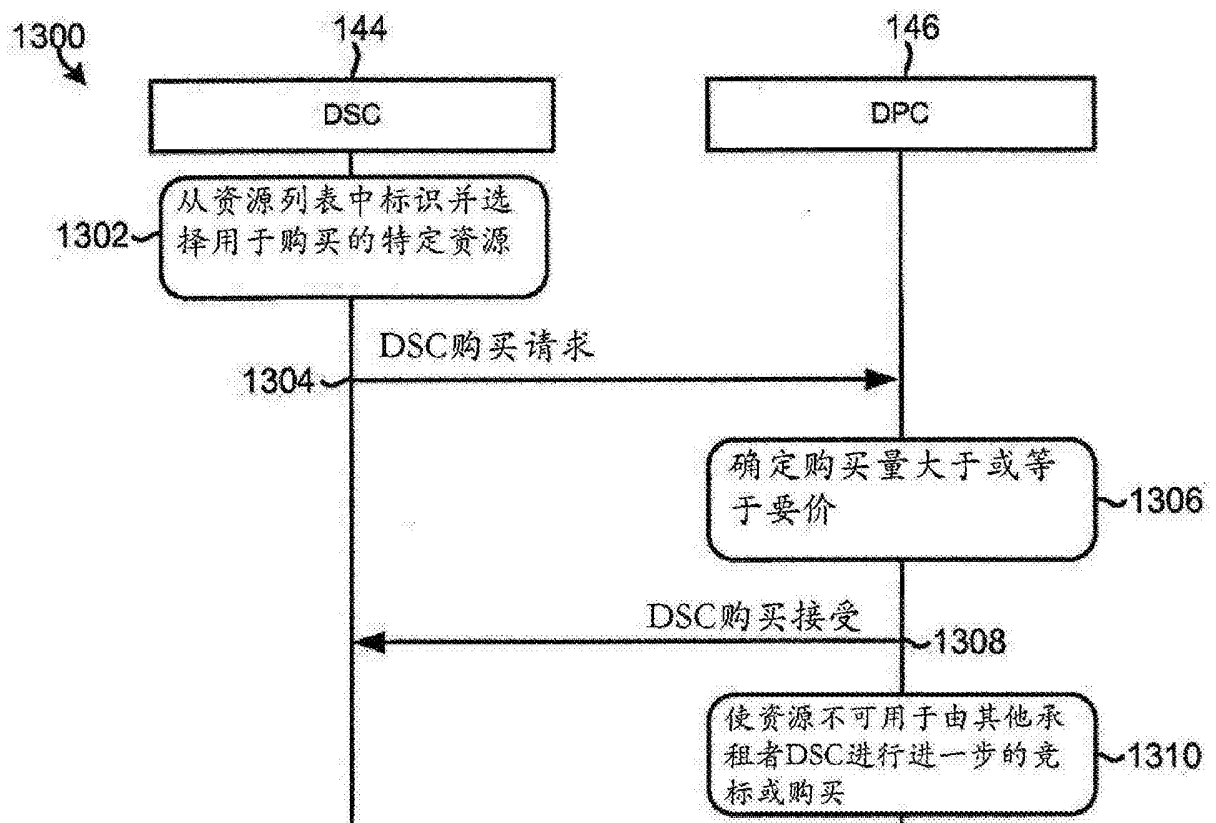 1300
144
146
DSC
DPC
从资源列表中标识并选
择用于购买的特定资源
1302
DSC购买请求
1304
确定购买量大于或等
于要价
1306
DSC购买接受
1308
使资源不可用于由其他承
租者DSC进行进一步的竞
标或购买
1310